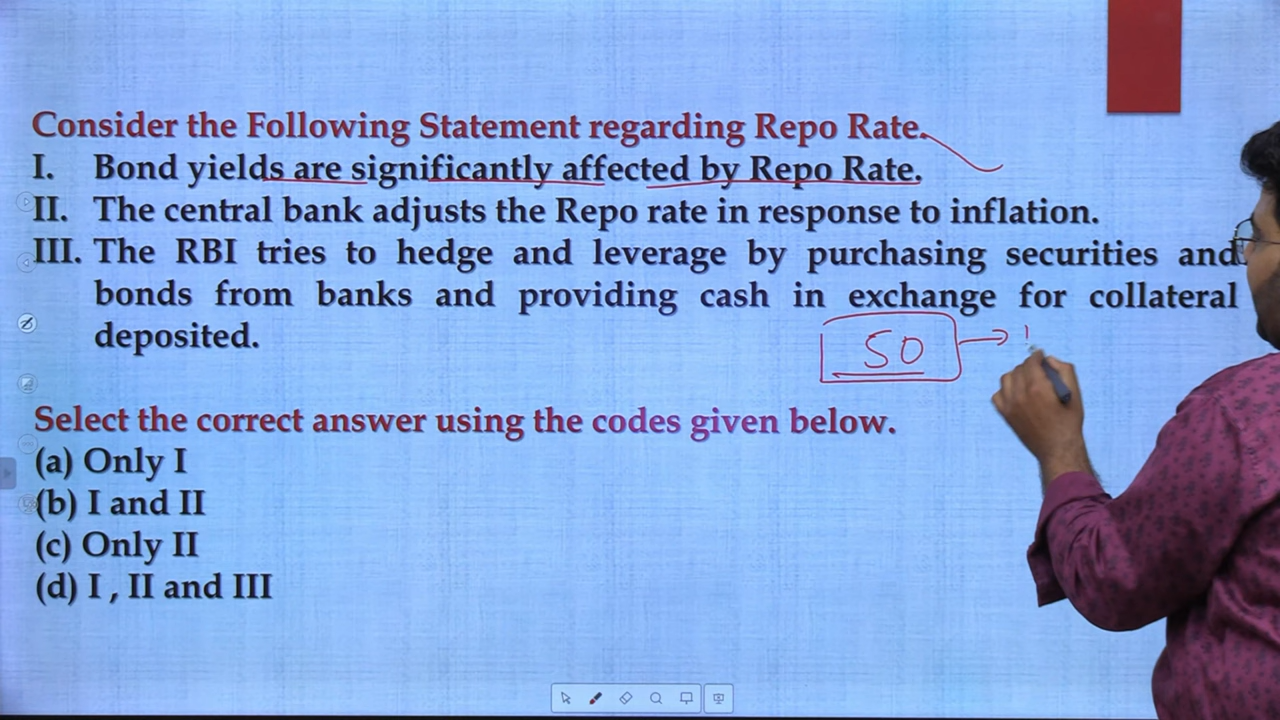 Consider the Following Statement regarding Repo Rate.
I. Bond yields are significantly affected by Repo Rate.
II. The central bank adjusts the Repo rate in response to inflation.
III. The RBI tries to hedge and leverage by purchasing securities and
bonds from banks and providing cash in exchange for collateral
deposited.
50
Select the correct answer using the codes given below.
(a) Only I
(b) I and II
(c) Only II
(d) I , II and III